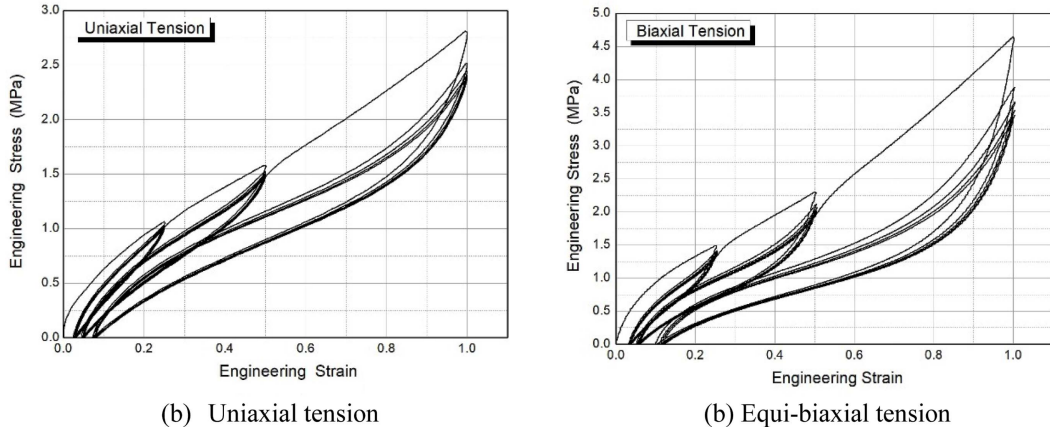 Uniaxial Tension
3.0
2.5
2.0
1.5
1.0
0.5
0.0
Engineering Stress (MPa)
0.0 0.2 0.4 0.6 0.8 1.0
Engineering Strain
(b) Uniaxial tension
Biaxial Tension
5.0
4.5
4.0
3.5
3.0
2.5
2.0
1.5
1.0
0.5
0.0
Engineering Stress (MPa)
0.0 0.2 0.4 0.6 0.8 1.0
Engineering Strain
(b) Equi-biaxial tension